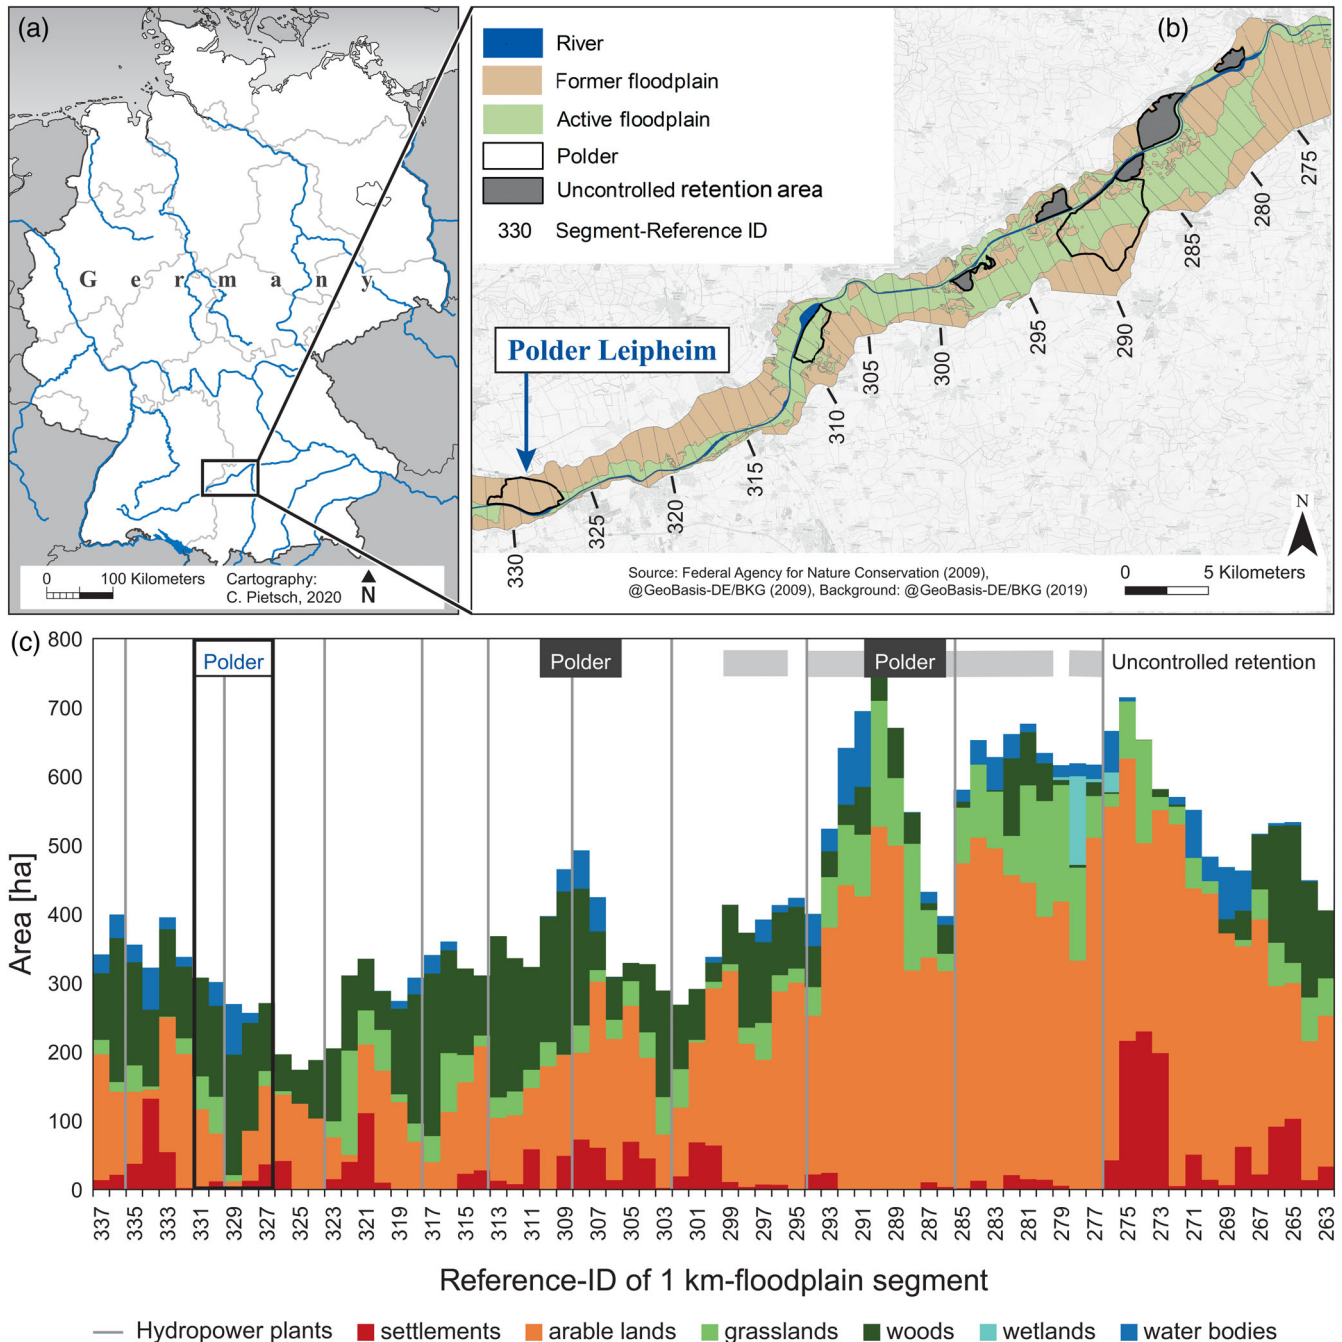 (a)
Germany
0 100 Kilometers
Cartography:
C. Pietsch, 2020
N
(b)
River
Former floodplain
Active floodplain
Polder
Uncontrolled retention area
330 Segment-Reference ID
Polder Leipheim
275
280
285
290
295
300
305
310
315
320
325
330
N
Source: Federal Agency for Nature Conservation (2009),
@GeoBasis-DE/BKG (2009), Background: @GeoBasis-DE/BKG (2019)
0 5 Kilometers
(c)
Polder
Polder
Polder
Uncontrolled retention
Area [ha]
800
700
600
500
400
300
200
100
0
337 335 333 331 329 327 325 323 321 319 317 315 313 311 309 307 305 303 301 299 297 295 293 291 289 287 285 283 281 279 277 275 273 271 269 267 265 263
Reference-ID of 1 km-floodplain segment
Hydropower plants settlements arable lands grasslands woods wetlands water bodies